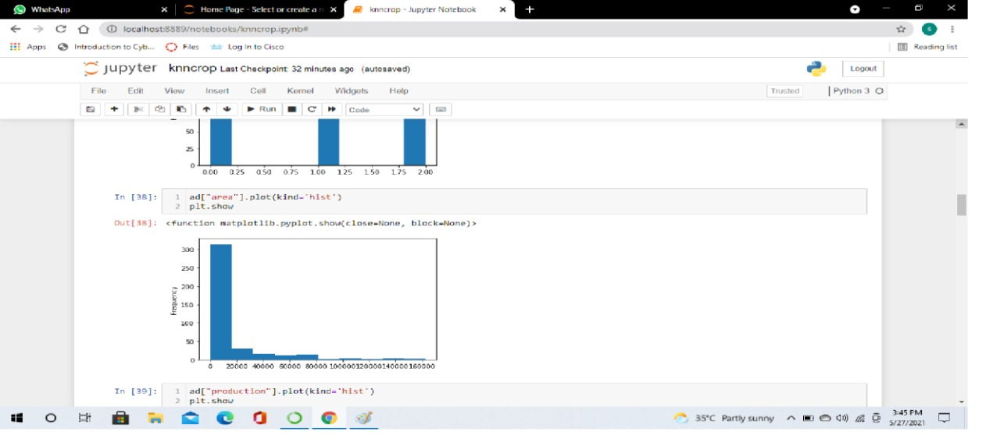 WhatsApp
Home Page - Select or create a n
knncrop - Jupyter Notebook
localhost:8889/notebooks/knncrop.ipynb#
Apps
Introduction to Cyb...
Files
Log In to Cisco
Reading list
jupyter knncrop Last Checkpoint: 32 minutes ago (autosaved)
Logout
File Edit View Insert Cell Kernel Widgets Help
Trusted
Python 3
Run
Code
50
25
0
0.00 0.25 0.50 0.75 1.00 1.25 1.50 1.75 2.00
In [38]:
1 ad["area"].plot(kind='hist')
2 plt.show
Out[38]: <function matplotlib.pyplot.show(close=None, block=None)>
300
250
200
150
100
50
0
Frequency
0 20000 40000 60000 80000 100000 120000 140000 160000
In [39]:
1 ad["production"].plot(kind='hist')
2 plt.show
35°C Partly sunny
3:45 PM
5/27/2021